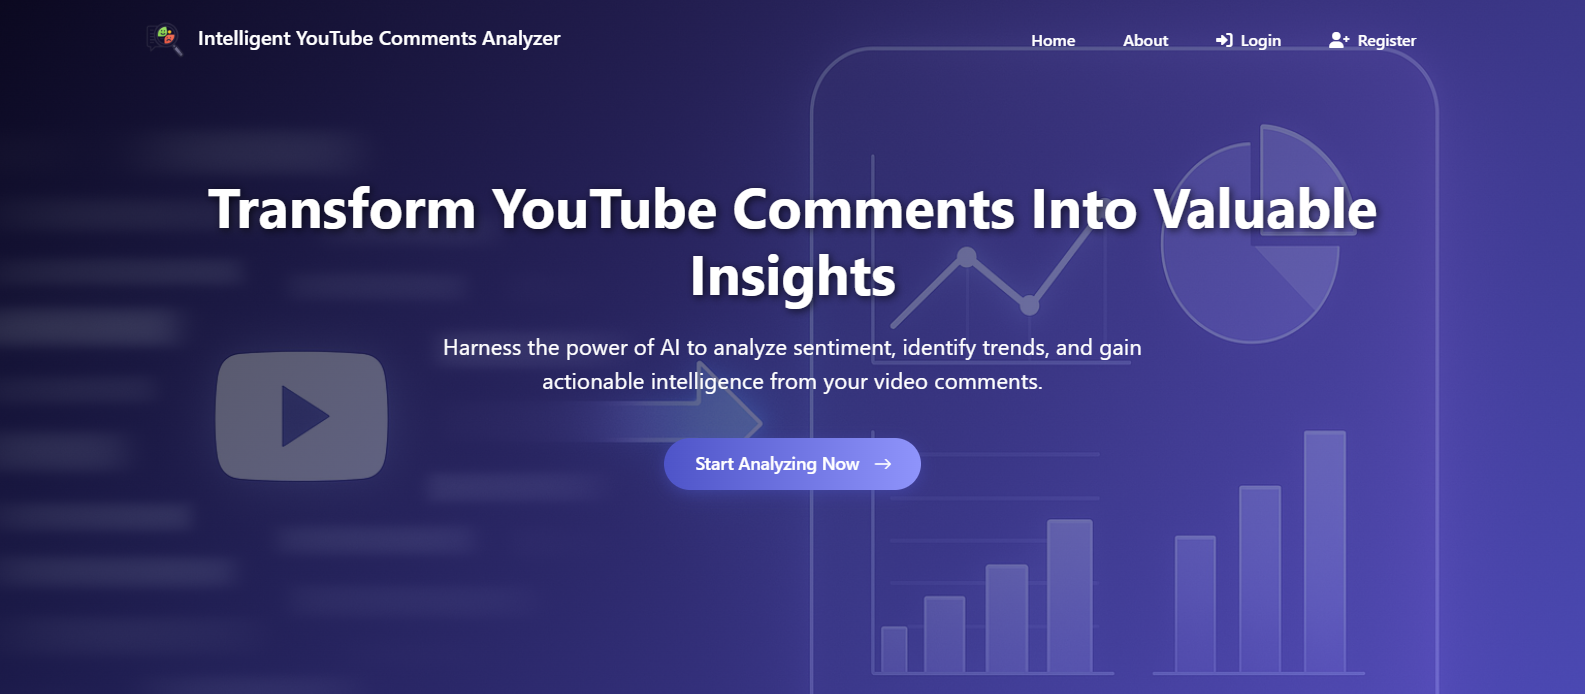 Intelligent YouTube Comments Analyzer
Home
About
Login
Register
Transform YouTube Comments Into Valuable
Insights
Harness the power of AI to analyze sentiment, identify trends, and gain
actionable intelligence from your video comments.
Start Analyzing Now